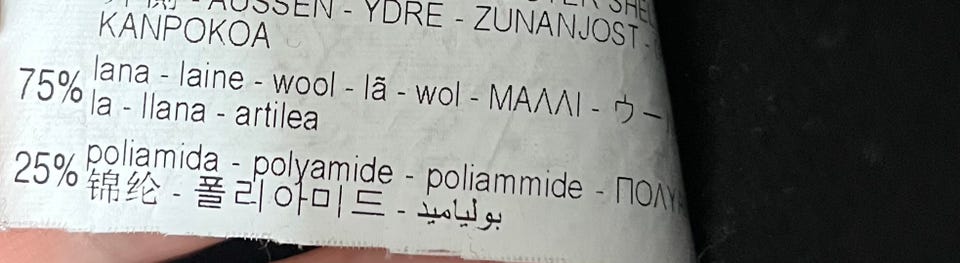 AUSSEN - YDRE - ZUNANJOST -
KANPOKOA
75% lana - laine - wool - lã - wol - ΜΑΛΛΙ - ウー
la - llana - artilea
25% poliamida - polyamide - poliammide - ΠΟΛΥ
锦纶 - 폴리아미드 - بولياميد